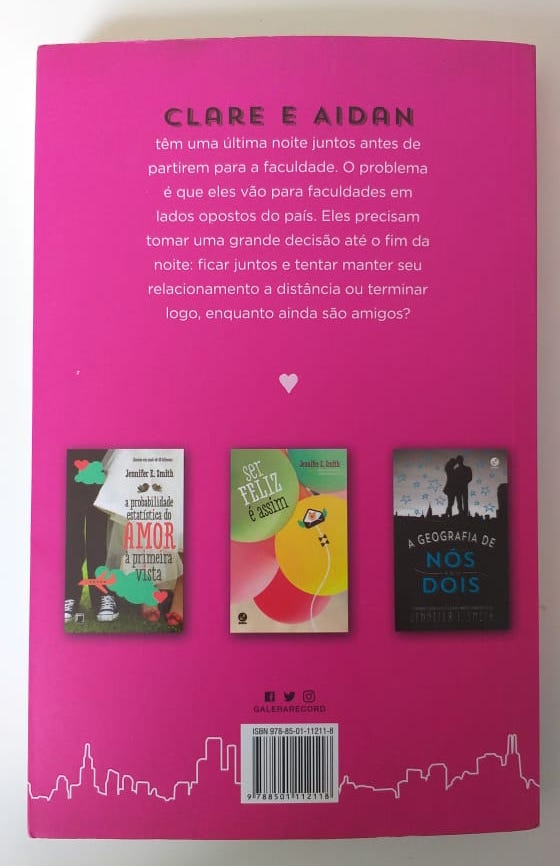 CLARE E AIDAN
têm uma última noite juntos antes de
partirem para a faculdade. O problema
é que eles vão para faculdades em
lados opostos do país. Eles precisam
tomar uma grande decisão até o fim da
noite: ficar juntos e tentar manter seu
relacionamento a distância ou terminar
logo, enquanto ainda são amigos?
Jennifer E. Smith
a probabilidade
estatística do
AMOR
à primeira
vista
Jennifer E. Smith
ser
FELIZ
é assim
A GEOGRAFIA DE
NÓS
DOIS
JENNIFER E. SMITH
GALERARECORD
ISBN 978-85-01-11211-8
9 788501 112118